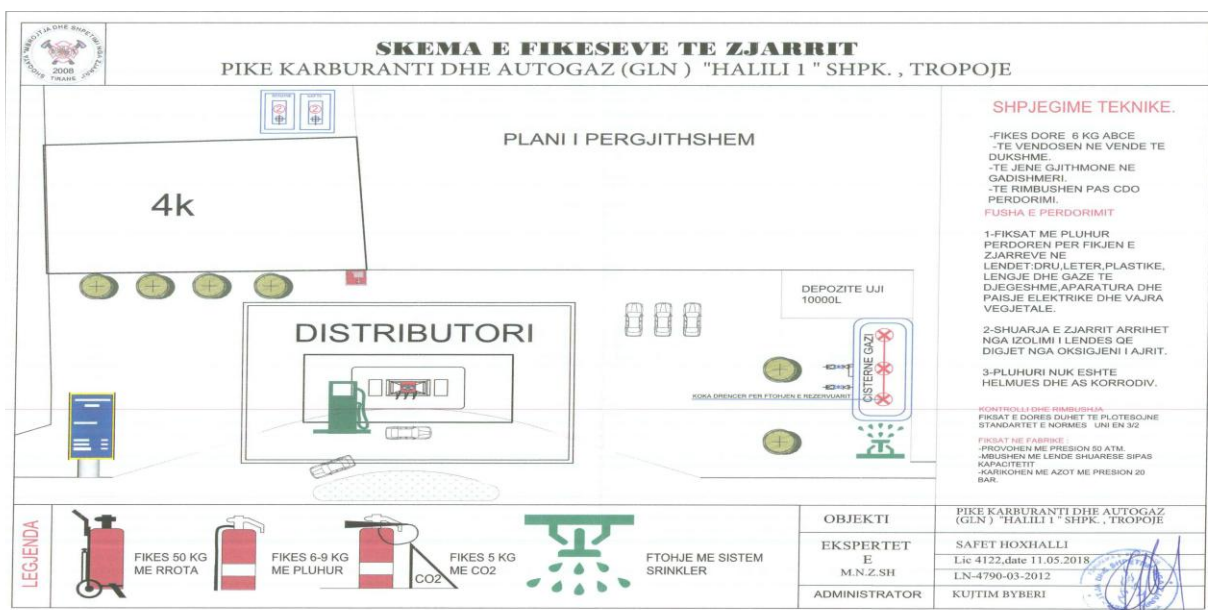 SKEMA E FIKESEVE TE ZJARRIT
PIKE KARBURANTI DHE AUTOGAZ (GLN ) "HALILI 1 " SHPK. , TROPOJE
2008
TIRANE
PLANI I PERGJITHSHEM
4k
DISTRIBUTORI
DEPOZITE UJI
10000L
CISTERNE GAZI
KOKA DRENCER PER FTOHJEN E REZERVUARIT
SHPJEGIME TEKNIKE.
-FIKES DORE 6 KG ABCE
-TE VENDOSEN NE VENDE TE
DUKSHME.
-TE JENE GJITHMONE NE
GADISHMERI.
-TE RIMBUSHEN PAS CDO
PERDORIMI.
FUSHA E PERDORIMIT
1-FIKSAT ME PLUHUR
PERDOREN PER FIKJEN E
ZJARREVE NE
LENDET:DRU,LETER,PLASTIKE,
LENGJE DHE GAZE TE
DJEGESHME,APARATURA DHE
PAISJE ELEKTRIKE DHE VAJRA
VEGJETALE.
2-SHUARJA E ZJARRIT ARRIHET
NGA IZOLIMI I LENDES QE
DIGJET NGA OKSIGJENI I AJRIT.
3-PLUHURI NUK ESHTE
HELMUES DHE AS KORRODIV.
KONTROLLI DHE RIMBUSHJA
FIKSAT E DORES DUHET TE PLOTESOJNE
STANDARTET E NORMES UNI EN 3/2
FIKSAT NE FABRIKE :
-PROVOHEN ME PRESION 50 ATM.
-MBUSHEN ME LENDE SHUARESE SIPAS
KAPACITETIT
-KARIKOHEN ME AZOT ME PRESION 20
BAR.
LEGJENDA
FIKES 50 KG
ME RROTA
FIKES 6-9 KG
ME PLUHUR
FIKES 5 KG
ME CO2
CO2
FTOHJE ME SISTEM
SRINKLER
OBJEKTI
PIKE KARBURANTI DHE AUTOGAZ
(GLN ) "HALILI 1 " SHPK. , TROPOJE
EKSPERTET
E
M.N.Z.SH
SAFET HOXHALLI
Lic 4122,date 11.05.2018
LN-4790-03-2012
ADMINISTRATOR
KUJTIM BYBERI